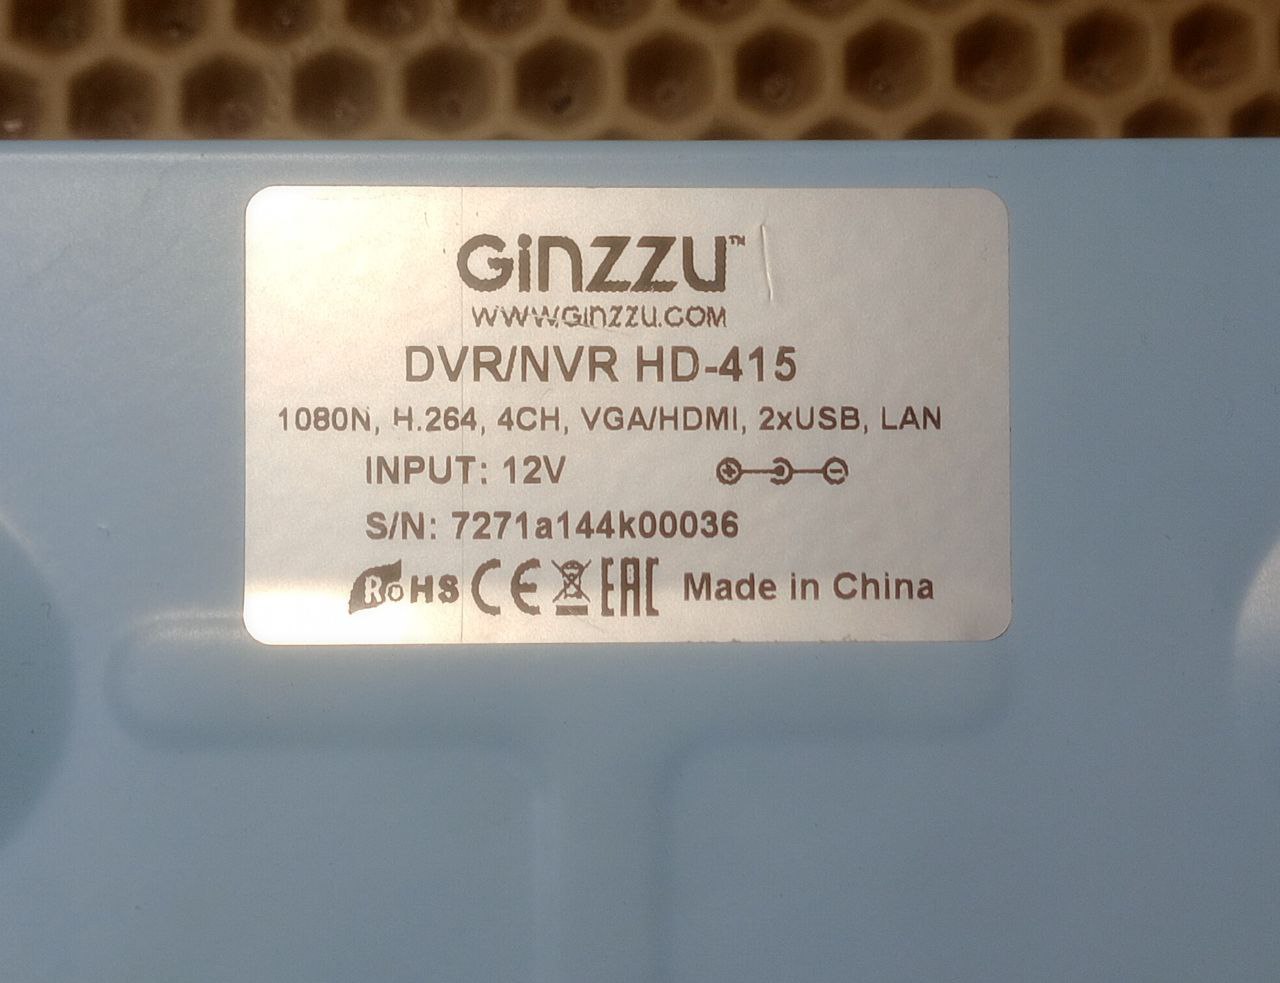 GinZZU™
WWW.GINZZU.COM
DVR/NVR HD-415
1080N, H.264, 4CH, VGA/HDMI, 2xUSB, LAN
INPUT: 12V
S/N: 7271a144k00036
RoHS CE EAC Made in China